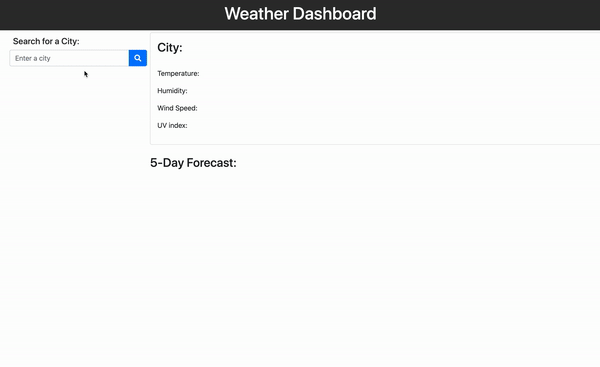 Weather Dashboard
Search for a City:
Enter a city
City:
Temperature:
Humidity:
Wind Speed:
UV index:
5-Day Forecast: